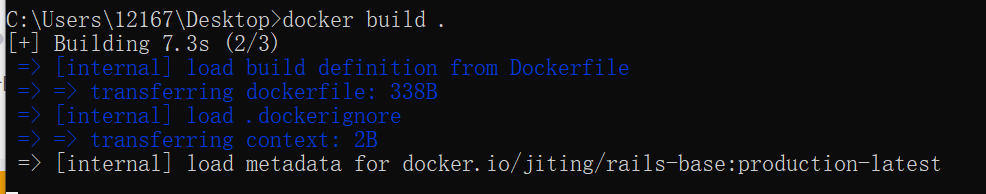 C:\Users\12167\Desktop>docker build .
[+] Building 7.3s (2/3)
=> [internal] load build definition from Dockerfile
=> => transferring dockerfile: 338B
=> [internal] load .dockerignore
=> => transferring context: 2B
=> [internal] load metadata for docker.io/jiting/rails-base:production-latest